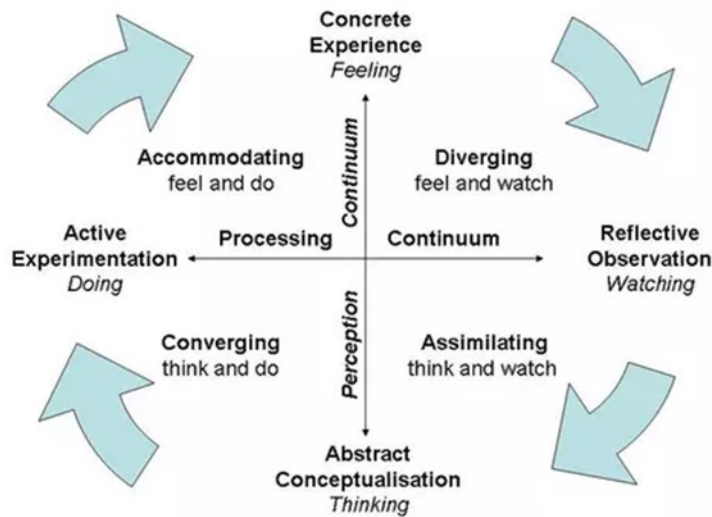 Concrete
Experience
Feeling
Accommodating
feel and do
Continuum
Diverging
feel and watch
Active
Experimentation
Doing
Processing
Continuum
Reflective
Observation
Watching
Converging
think and do
Perception
Assimilating
think and watch
Abstract
Conceptualisation
Thinking